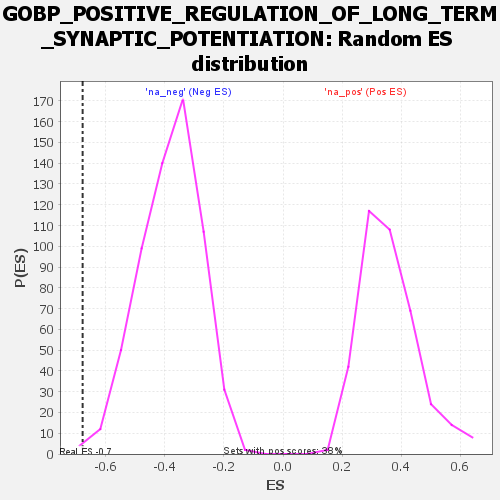 GOBP_POSITIVE_REGULATION_OF_LONG_TERM
_SYNAPTIC_POTENTIATION: Random ES
distribution
'na_neg' (Neg ES)
'na_pos' (Pos ES)
P(ES)
170
160
150
140
130
120
110
100
90
80
70
60
50
40
30
20
10
0
Real ES -0.7
Sets with pos scores: 38%
-0.6
-0.4
-0.2
0.0
0.2
0.4
0.6
ES